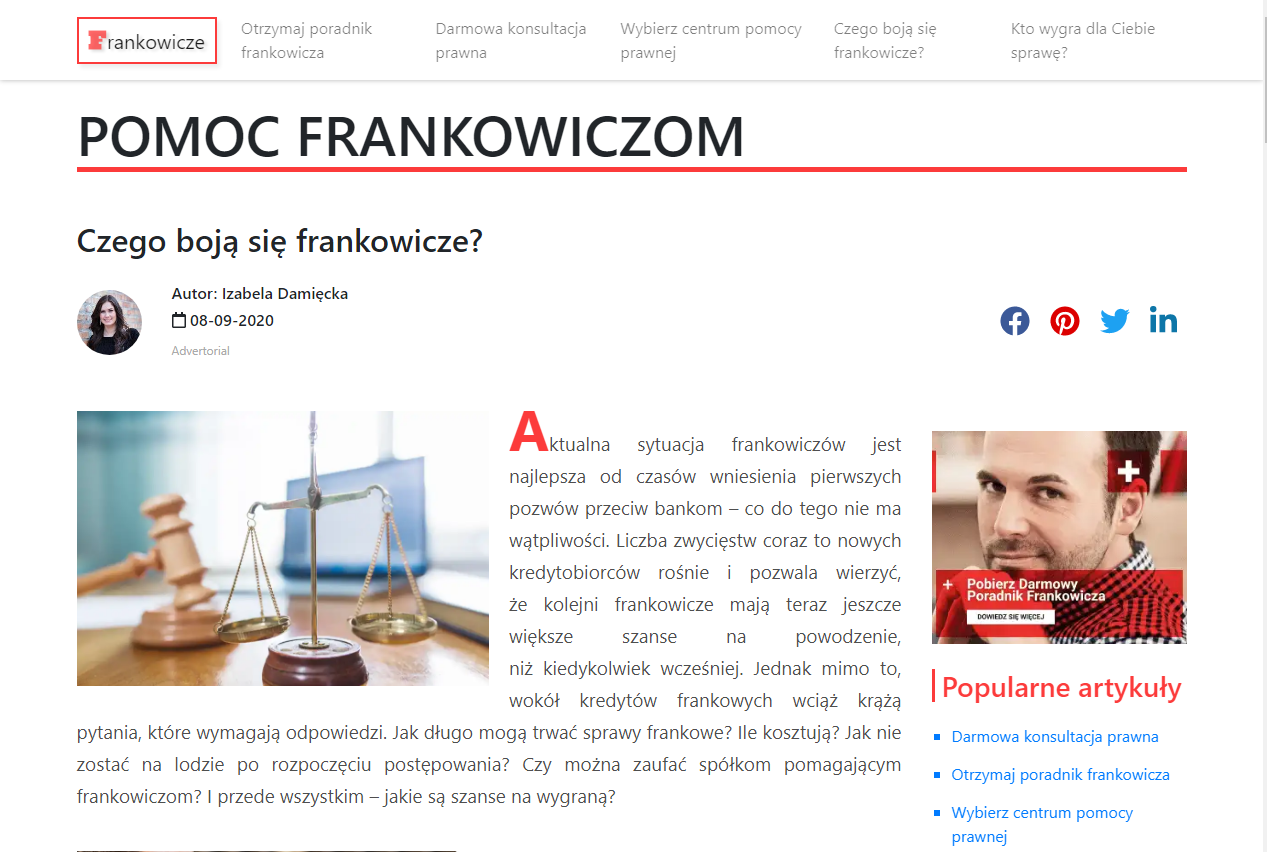 Frankowicze
Otrzymaj poradnik
frankowicza
Darmowa konsultacja
prawna
Wybierz centrum pomocy
prawnej
Czego boją się
frankowicze?
Kto wygra dla Ciebie
sprawę?
POMOC FRANKOWICZOM
Czego boją się frankowicze?
Autor: Izabela Damięcka
08-09-2020
Advertorial
Aktualna sytuacja frankowiczów jest
najlepsza od czasów wniesienia pierwszych
pozwów przeciw bankom – co do tego nie ma
wątpliwości. Liczba zwycięstw coraz to nowych
kredytobiorców rośnie i pozwala wierzyć,
że kolejni frankowicze mają teraz jeszcze
większe szanse na powodzenie,
niż kiedykolwiek wcześniej. Jednak mimo to,
wokół kredytów frankowych wciąż krążą
pytania, które wymagają odpowiedzi. Jak długo mogą trwać sprawy frankowe? Ile kosztują? Jak nie
zostać na lodzie po rozpoczęciu postępowania? Czy można zaufać spółkom pomagającym
frankowiczom? I przede wszystkim – jakie są szanse na wygraną?
Pobierz Darmowy
Poradnik Frankowicza
DOWIEDZ SIĘ WIĘCEJ
Popularne artykuły
Darmowa konsultacja prawna
Otrzymaj poradnik frankowicza
Wybierz centrum pomocy
prawnej